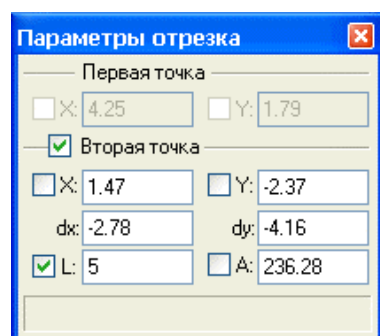 Параметры отрезка
Первая точка
X: 4.25 Y: 1.79
Вторая точка
X: 1.47 Y: -2.37
dx: -2.78 dy: -4.16
L: 5 A: 236.28